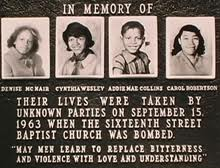 IN MEMORY OF
DENISE MC NAIR CYNTHIA WESLEY ADDIE MAE COLLINS CAROL ROBERTSON
THEIR LIVES WERE TAKEN BY
UNKNOWN PARTIES ON SEPTEMBER 15,
1963 WHEN THE SIXTEENTH STREET
BAPTIST CHURCH WAS BOMBED.
"MAY MEN LEARN TO REPLACE BITTERNESS
AND VIOLENCE WITH LOVE AND UNDERSTANDING"